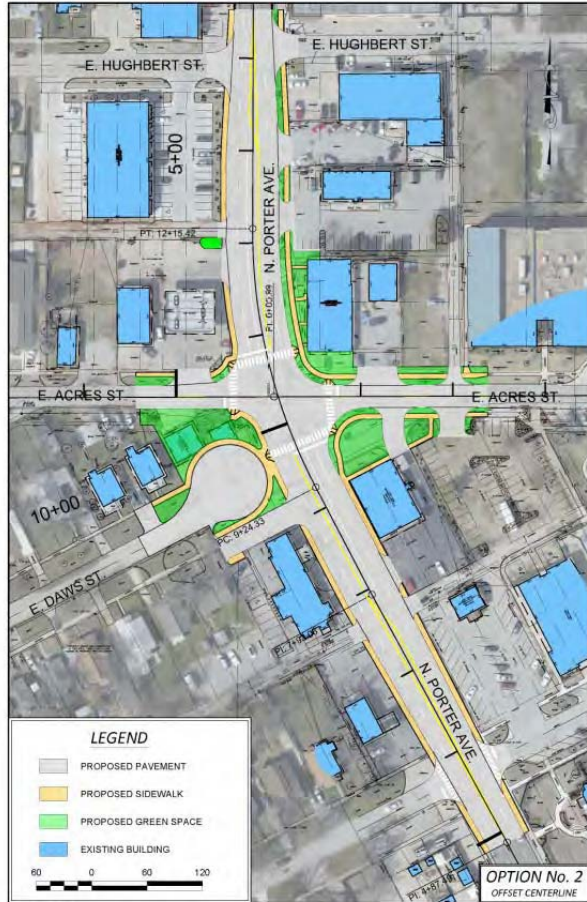 E. HUGHBERT ST.
E. HUGHBERT ST.
5+00
N. PORTER AVE.
PT: 12+15.42
E. ACRES ST.
E. ACRES ST.
10+00
PC: 9+24.33
E. DAWS ST.
N. PORTER AVE.
LEGEND
PROPOSED PAVEMENT
PROPOSED SIDEWALK
PROPOSED GREEN SPACE
EXISTING BUILDING
60 0 60 120
OPTION No. 2
OFFSET CENTERLINE